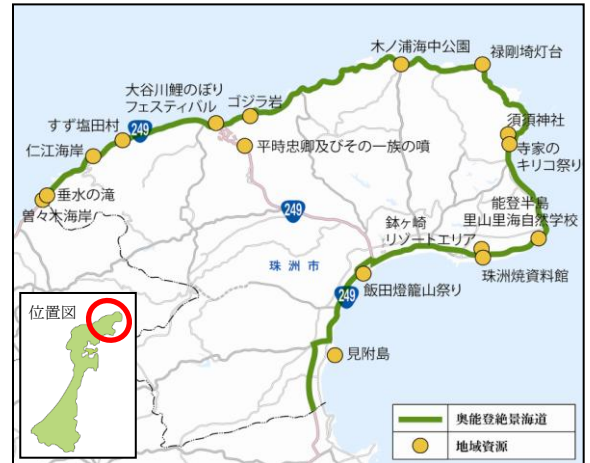 木ノ浦海中公園
禄剛埼灯台
大谷川鯉のぼり
フェスティバル
ゴジラ岩
すず塩田村
249
須須神社
仁江海岸
平時忠卿及びその一族の墳
寺家の
キリコ祭り
垂水の滝
曽々木海岸
249
能登半島
里山里海自然学校
鉢ヶ崎
リゾートエリア
珠洲市
珠洲焼資料館
249
飯田燈籠山祭り
位置図
見附島
奥能登絶景海道
地域資源